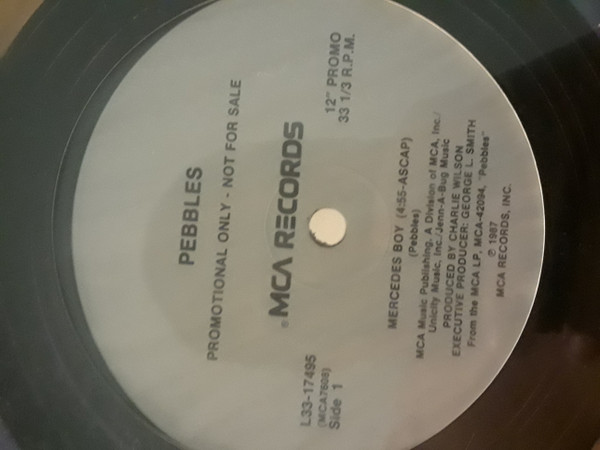 PEBBLES
PROMOTIONAL ONLY - NOT FOR SALE
® MCA RECORDS
L33-17495
(MCA7608)
Side 1
12" PROMO
33 1/3 R.P.M.
MERCEDES BOY (4:55-ASCAP)
(Pebbles)
MCA Music Publishing, A Division of MCA, Inc./
Unicity Music, Inc./Jenn-A-Bug Music
PRODUCED BY CHARLIE WILSON
EXECUTIVE PRODUCER: GEORGE L. SMITH
From the MCA LP, MCA-42094, "Pebbles"
℗ 1987
MCA RECORDS, INC.